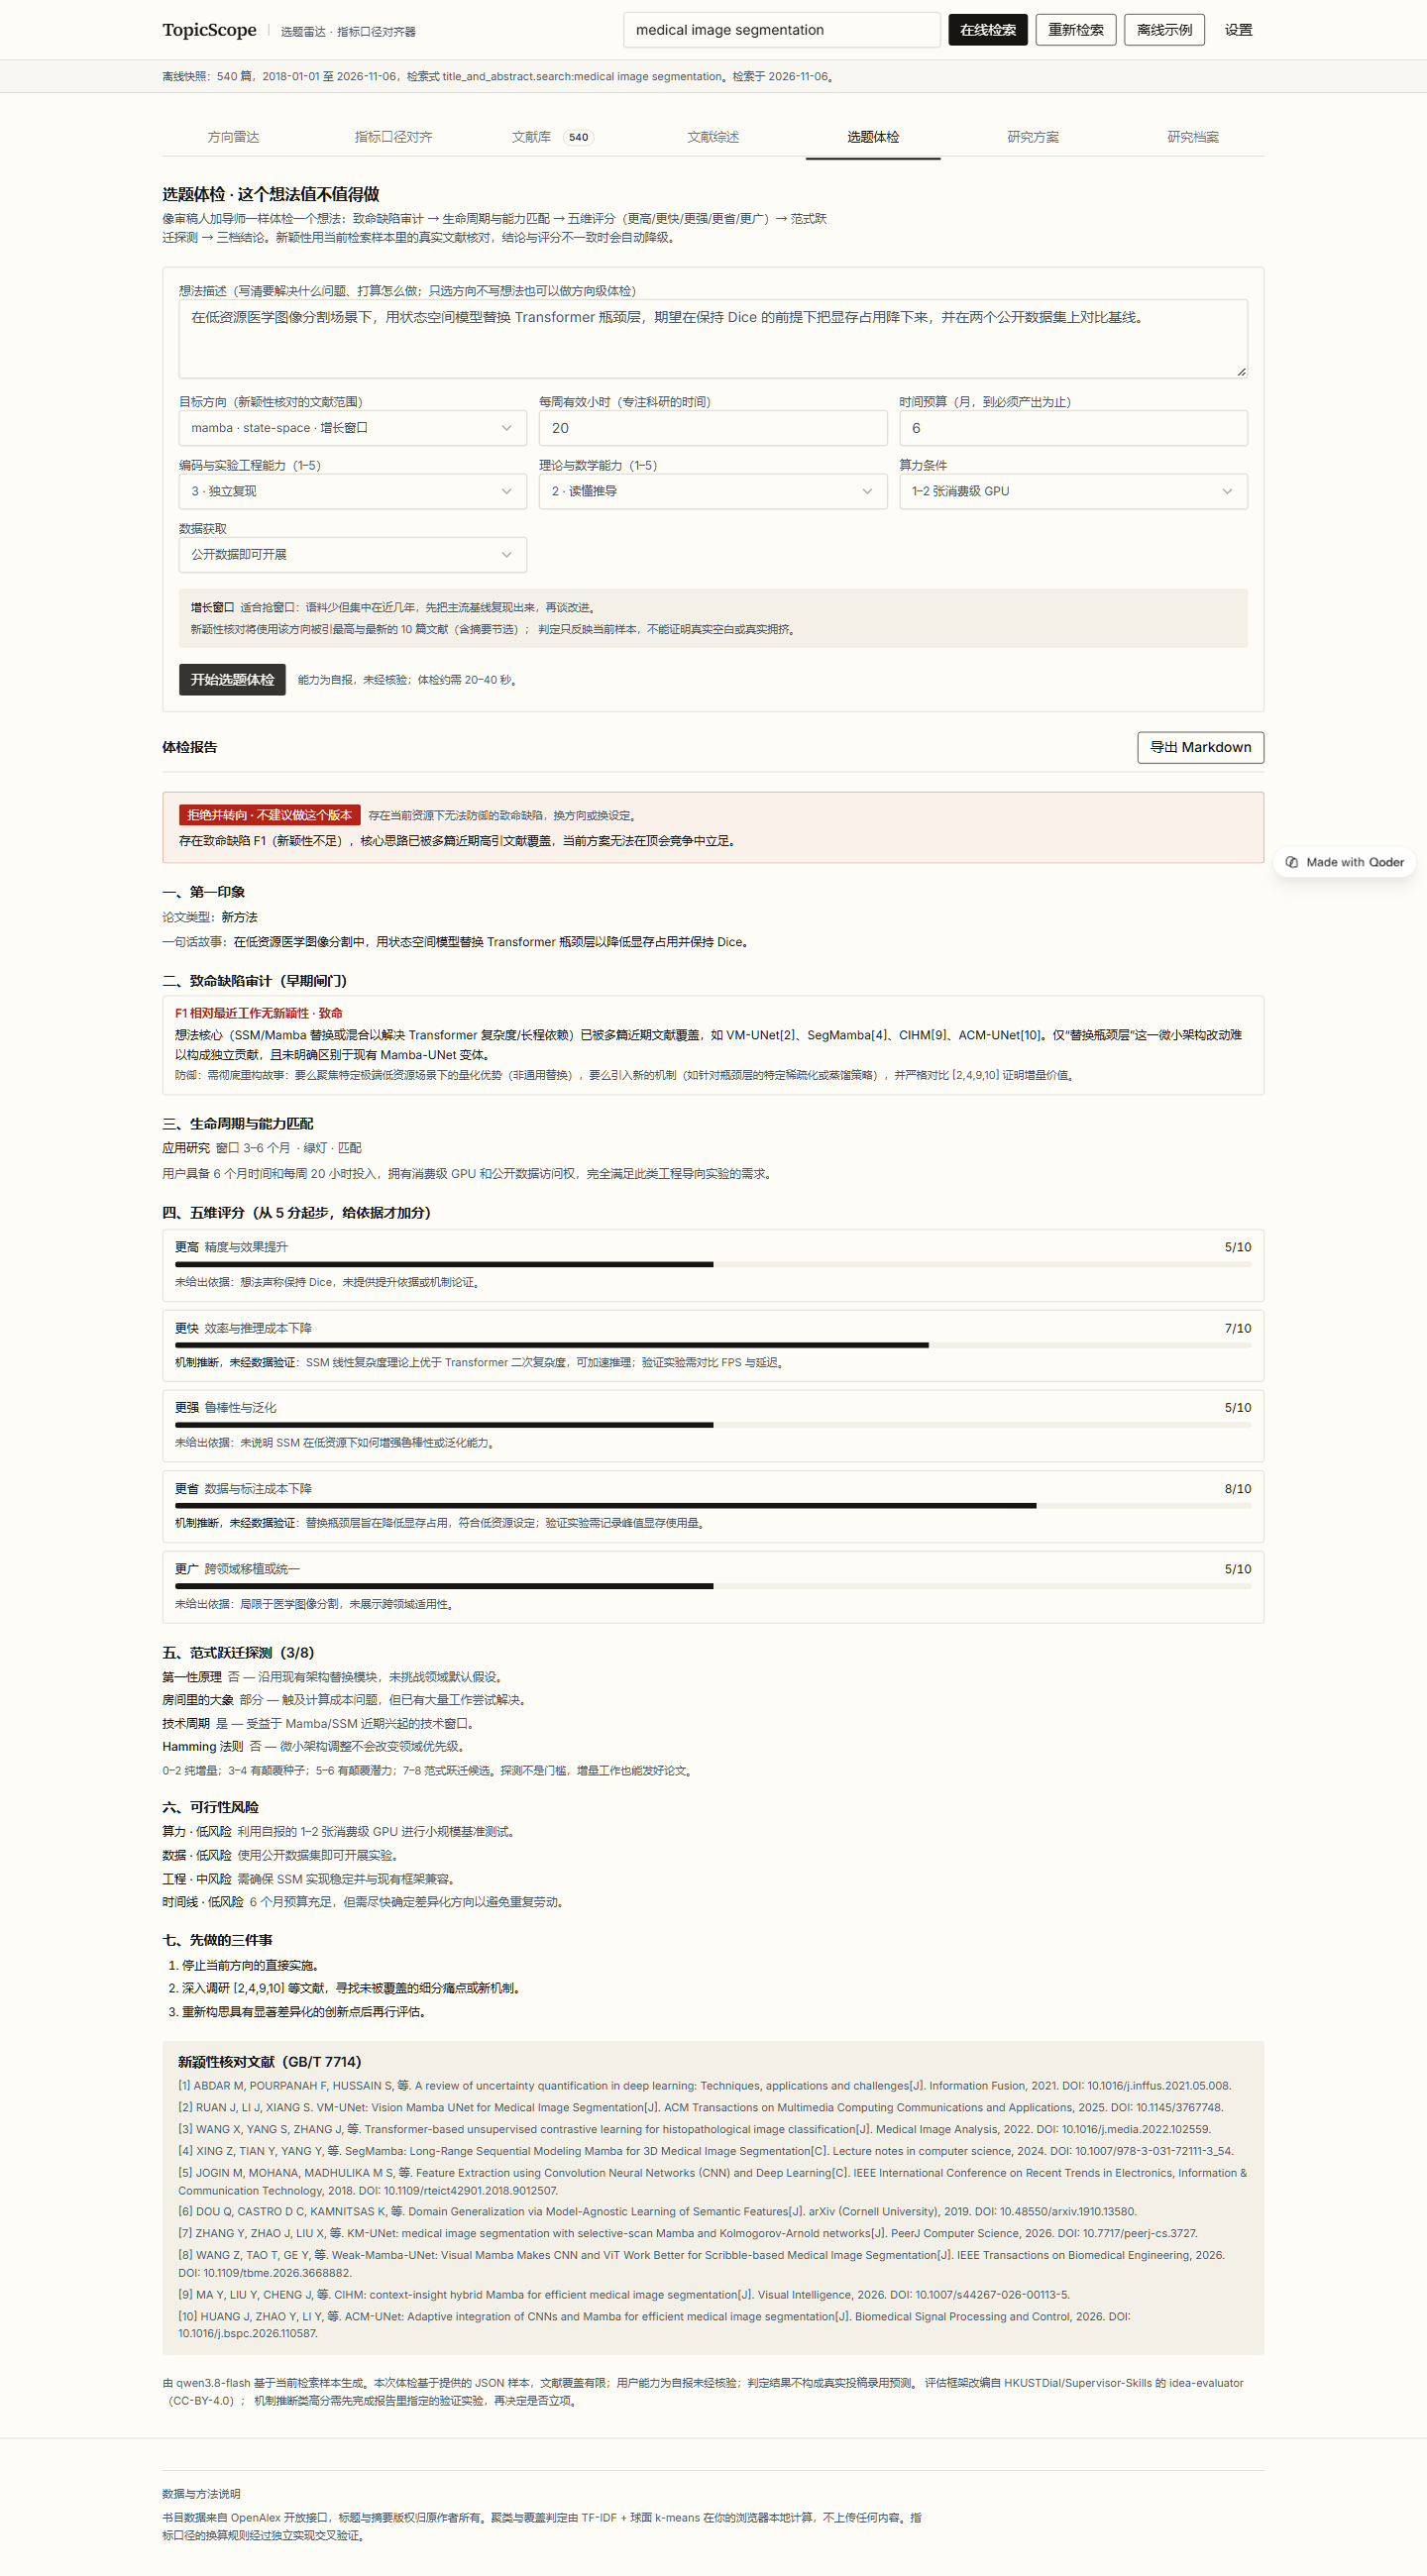 TopicScope 选题雷达 · 指标口径对齐器 medical image segmentation 在线检索 重新检索 离线示例 设置
离线快照：540 篇，2018-01-01 至 2026-11-06，检索式 title_and_abstract.search:medical image segmentation。检索于 2026-11-06。
方向雷达 指标口径对齐 文献库 540 文献综述 选题体检 研究方案 研究档案
选题体检 · 这个想法值不值得做
像审稿人加导师一样体检一个想法：致命缺陷审计 → 生命周期与能力匹配 → 五维评分（更高/更快/更强/更省/更广）→ 范式跃
迁探测 → 三档结论。新颖性用当前检索样本里的真实文献核对，结论与评分不一致时会自动降级。
想法描述（写清要解决什么问题、打算怎么做；只选方向不写想法也可以做方向级体检）
在低资源医学图像分割场景下，用状态空间模型替换 Transformer 瓶颈层，期望在保持 Dice 的前提下把显存占用降下来，并在两个公开数据集上对比基线。
目标方向（新颖性核对的文献范围） 每周有效小时（专注科研的时间） 时间预算（月，到必须产出为止）
mamba · state-space · 增长窗口 20 6
编码与实验工程能力（1–5） 理论与数学能力（1–5） 算力条件
3 · 独立复现 2 · 读懂推导 1–2 张消费级 GPU
数据获取
公开数据即可开展
增长窗口 适合抢窗口：语料少但集中在近几年，先把主流基线复现出来，再谈改进。
新颖性核对将使用该方向被引最高与最新的 10 篇文献（含摘要节选）； 判定只反映当前样本，不能证明真实空白或真实拥挤。
开始选题体检 能力为自报，未经核验；体检约需 20–40 秒。
体检报告 导出 Markdown
拒绝并转向 · 不建议做这个版本 存在当前资源下无法防御的致命缺陷，换方向或换设定。
存在致命缺陷 F1（新颖性不足），核心思路已被多篇近期高引文献覆盖，当前方案无法在顶会竞争中立足。
Made with Qoder
一、第一印象
论文类型：新方法
一句话故事：在低资源医学图像分割中，用状态空间模型替换 Transformer 瓶颈层以降低显存占用并保持 Dice。
二、致命缺陷审计（早期闸门）
F1 相对最近工作无新颖性 · 致命
想法核心（SSM/Mamba 替换或混合以解决 Transformer 复杂度/长程依赖）已被多篇近期文献覆盖，如 VM-UNet[2]、SegMamba[4]、CIHM[9]、ACM-UNet[10]。仅“替换瓶颈层”这一微小架构改动难
以构成独立贡献，且未明确区别于现有 Mamba-UNet 变体。
防御：需彻底重构故事：要么聚焦特定极端低资源场景下的量化优势（非通用替换），要么引入新的机制（如针对瓶颈层的特定稀疏化或蒸馏策略），并严格对比 [2,4,9,10] 证明增量价值。
三、生命周期与能力匹配
应用研究 窗口 3–6 个月 · 绿灯 · 匹配
用户具备 6 个月时间和每周 20 小时投入，拥有消费级 GPU 和公开数据访问权，完全满足此类工程导向实验的需求。
四、五维评分（从 5 分起步，给依据才加分）
更高 精度与效果提升 5/10
未给出依据：想法声称保持 Dice，未提供提升依据或机制论证。
更快 效率与推理成本下降 7/10
机制推断，未经数据验证：SSM 线性复杂度理论上优于 Transformer 二次复杂度，可加速推理；验证实验需对比 FPS 与延迟。
更强 鲁棒性与泛化 5/10
未给出依据：未说明 SSM 在低资源下如何增强鲁棒性或泛化能力。
更省 数据与标注成本下降 8/10
机制推断，未经数据验证：替换瓶颈层旨在降低显存占用，符合低资源设定；验证实验需记录峰值显存使用量。
更广 跨领域移植或统一 5/10
未给出依据：局限于医学图像分割，未展示跨领域适用性。
五、范式跃迁探测（3/8）
第一性原理 否 — 沿用现有架构替换模块，未挑战领域默认假设。
房间里的大象 部分 — 触及计算成本问题，但已有大量工作尝试解决。
技术周期 是 — 受益于 Mamba/SSM 近期兴起的技术窗口。
Hamming 法则 否 — 微小架构调整不会改变领域优先级。
0–2 纯增量；3–4 有颠覆种子；5–6 有颠覆潜力；7–8 范式跃迁候选。探测不是门槛，增量工作也能发好论文。
六、可行性风险
算力 · 低风险 利用自报的 1–2 张消费级 GPU 进行小规模基准测试。
数据 · 低风险 使用公开数据集即可开展实验。
工程 · 中风险 需确保 SSM 实现稳定并与现有框架兼容。
时间线 · 低风险 6 个月预算充足，但需尽快确定差异化方向以避免重复劳动。
七、先做的三件事
1. 停止当前方向的直接实施。
2. 深入调研 [2,4,9,10] 等文献，寻找未被覆盖的细分痛点或新机制。
3. 重新构思具有显著差异化的创新点后再行评估。
新颖性核对文献（GB/T 7714）
[1] ABDAR M, POURPANAH F, HUSSAIN S, 等. A review of uncertainty quantification in deep learning: Techniques, applications and challenges[J]. Information Fusion, 2021. DOI: 10.1016/j.inffus.2021.05.008.
[2] RUAN J, LI J, XIANG S. VM-UNet: Vision Mamba UNet for Medical Image Segmentation[J]. ACM Transactions on Multimedia Computing Communications and Applications, 2025. DOI: 10.1145/3767748.
[3] WANG X, YANG S, ZHANG J, 等. Transformer-based unsupervised contrastive learning for histopathological image classification[J]. Medical Image Analysis, 2022. DOI: 10.1016/j.media.2022.102559.
[4] XING Z, TIAN Y, YANG Y, 等. SegMamba: Long-Range Sequential Modeling Mamba for 3D Medical Image Segmentation[C]. Lecture notes in computer science, 2024. DOI: 10.1007/978-3-031-72111-3_54.
[5] JOGIN M, MOHANA, MADHULIKA M S, 等. Feature Extraction using Convolution Neural Networks (CNN) and Deep Learning[C]. IEEE International Conference on Recent Trends in Electronics, Information &
Communication Technology, 2018. DOI: 10.1109/rteict42901.2018.9012507.
[6] DOU Q, CASTRO D C, KAMNITSAS K, 等. Domain Generalization via Model-Agnostic Learning of Semantic Features[J]. arXiv (Cornell University), 2019. DOI: 10.48550/arxiv.1910.13580.
[7] ZHANG Y, ZHAO J, LIU X, 等. KM-UNet: medical image segmentation with selective-scan Mamba and Kolmogorov-Arnold networks[J]. PeerJ Computer Science, 2026. DOI: 10.7717/peerj-cs.3727.
[8] WANG Z, TAO T, GE Y, 等. Weak-Mamba-UNet: Visual Mamba Makes CNN and ViT Work Better for Scribble-based Medical Image Segmentation[J]. IEEE Transactions on Biomedical Engineering, 2026.
DOI: 10.1109/tbme.2026.3668882.
[9] MA Y, LIU Y, CHENG J, 等. CIHM: context-insight hybrid Mamba for efficient medical image segmentation[J]. Visual Intelligence, 2026. DOI: 10.1007/s44267-026-00113-5.
[10] HUANG J, ZHAO Y, LI Y, 等. ACM-UNet: Adaptive integration of CNNs and Mamba for efficient medical image segmentation[J]. Biomedical Signal Processing and Control, 2026. DOI:
10.1016/j.bspc.2026.110587.
由 qwen3.8-flash 基于当前检索样本生成。本次体检基于提供的 JSON 样本，文献覆盖有限；用户能力为自报未经核验；判定结果不构成真实投稿录用预测。 评估框架改编自 HKUSTDial/Supervisor-Skills 的 idea-evaluator
（CC-BY-4.0）； 机制推断类高分需先完成报告里指定的验证实验，再决定是否立项。
数据与方法说明
书目数据来自 OpenAlex 开放接口，标题与摘要版权归原作者所有。聚类与覆盖判定由 TF-IDF + 球面 k-means 在你的浏览器本地计算，不上传任何内容。指
标口径的换算规则经过独立实现交叉验证。